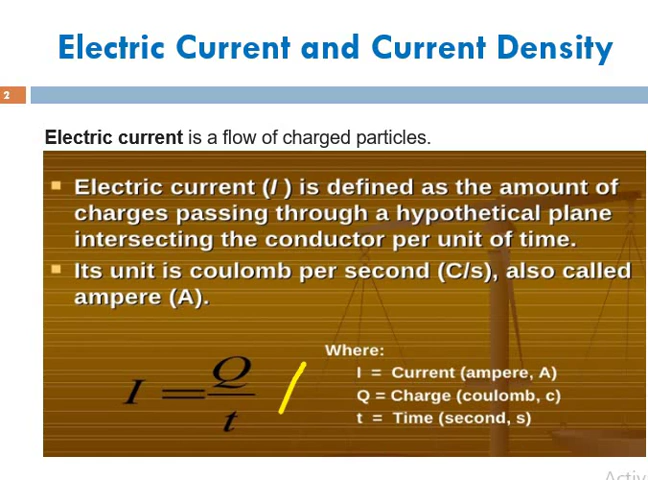 Electric Current and Current Density
2
Electric current is a flow of charged particles.
Electric current (I ) is defined as the amount of
charges passing through a hypothetical plane
intersecting the conductor per unit of time.
Its unit is coulomb per second (C/s), also called
ampere (A).
I = Q/t
Where:
I = Current (ampere, A)
Q = Charge (coulomb, c)
t = Time (second, s)
Activ